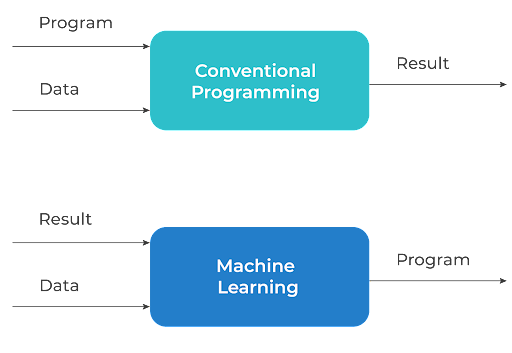 Program
Data
Conventional
Programming
Result
Result
Data
Machine
Learning
Program